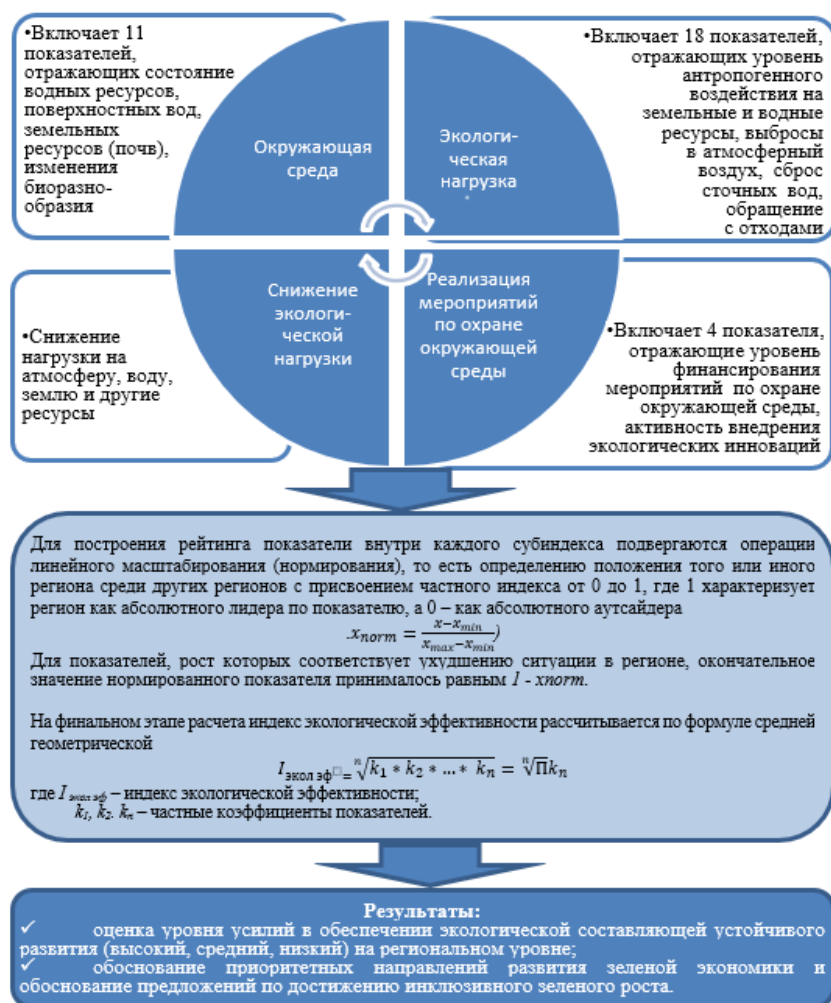 •Включает 11
показателей,
отражающих состояние
водных ресурсов,
поверхностных вод,
земельных
ресурсов (почв),
изменения
биоразно-
образия
Окружающая
среда
Экологи-
ческая
нагрузка
•Включает 18 показателей,
отражающих уровень
антропогенного
воздействия на
земельные и водные
ресурсы, выбросы
в атмосферный
воздух, сброс
сточных вод,
обращение
с отходами
•Снижение
нагрузки на
атмосферу, воду,
землю и другие
ресурсы
Снижение
экологи-
ческой
нагрузки
Реализация
мероприятий
по охране
окружающей
среды
•Включает 4 показателя,
отражающие уровень
финансирования
мероприятий по охране
окружающей среды,
активность внедрения
экологических инноваций
Для построения рейтинга показатели внутри каждого субиндекса подвергаются операции
линейного масштабирования (нормирования), то есть определению положения того или иного
региона среди других регионов с присвоением частного индекса от 0 до 1, где 1 характеризует
регион как абсолютного лидера по показателю, а 0 – как абсолютного аутсайдера
.x_norm = (x−x_min)/(x_max−x_min))
Для показателей, рост которых соответствует ухудшению ситуации в регионе, окончательное
значение нормированного показателя принималось равным 1 - xnorm.
На финальном этапе расчета индекс экологической эффективности рассчитывается по формуле средней
геометрической
I_экол эф□ = ⁿ√(k₁ * k₂ * … * kₙ) = ⁿ√Пkₙ
где I экол эф – индекс экологической эффективности;
k₁, k₂. kₙ – частные коэффициенты показателей.
Результаты:
✓ оценка уровня усилий в обеспечении экологической составляющей устойчивого
развития (высокий, средний, низкий) на региональном уровне;
✓ обоснование приоритетных направлений развития зеленой экономики и
обоснование предложений по достижению инклюзивного зеленого роста.